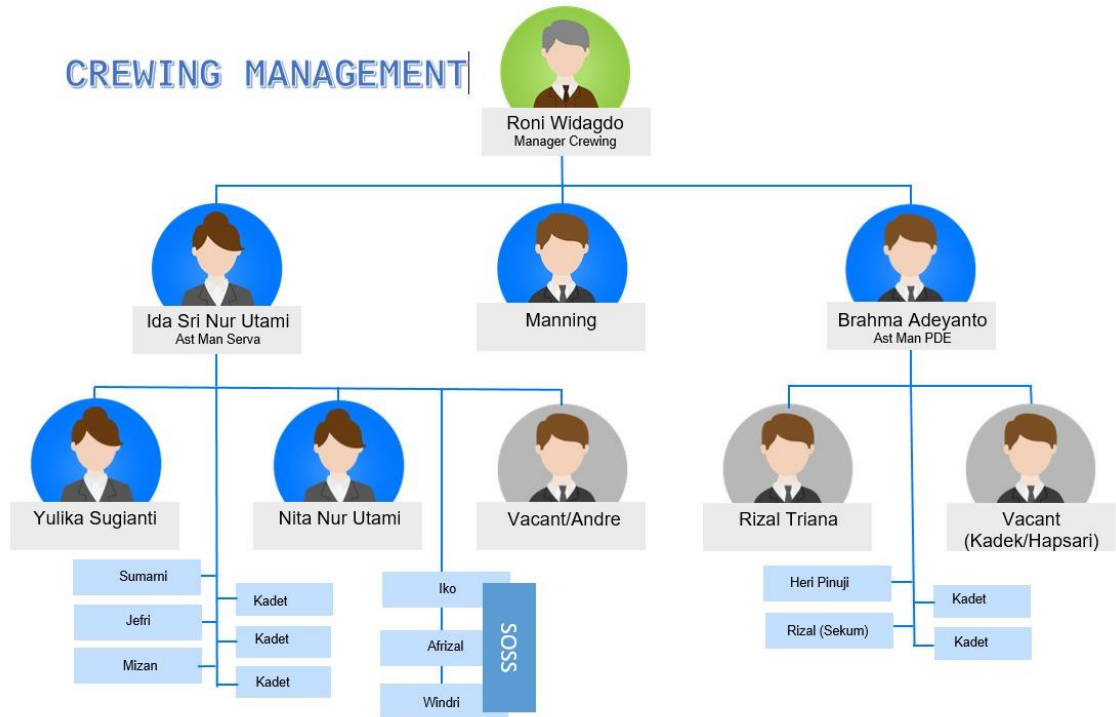 CREWING MANAGEMENT
Roni Widagdo
Manager Crewing
Ida Sri Nur Utami
Ast Man Serva
Manning
Brahma Adeyanto
Ast Man PDE
Yulika Sugianti
Nita Nur Utami
Vacant/Andre
Rizal Triana
Vacant
(Kadek/Hapsari)
Sumarni
Jefri
Mizan
Kadet
Kadet
Kadet
Iko
Afrizal
Windri
SOSS
Heri Pinuji
Rizal (Sekum)
Kadet
Kadet